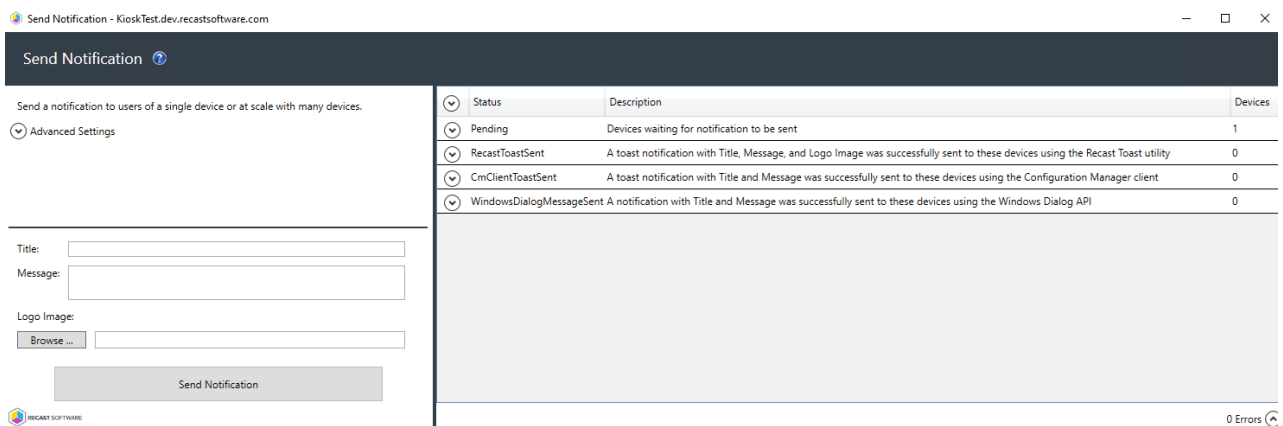 Send Notification - KioskTest.dev.recastsoftware.com
Send Notification ?
Send a notification to users of a single device or at scale with many devices.
Advanced Settings
Title:
Message:
Logo Image:
Browse ...
Send Notification
RECAST SOFTWARE
Status Description Devices
Pending Devices waiting for notification to be sent 1
RecastToastSent A toast notification with Title, Message, and Logo Image was successfully sent to these devices using the Recast Toast utility 0
CmClientToastSent A toast notification with Title and Message was successfully sent to these devices using the Configuration Manager client 0
WindowsDialogMessageSent A notification with Title and Message was successfully sent to these devices using the Windows Dialog API 0
0 Errors